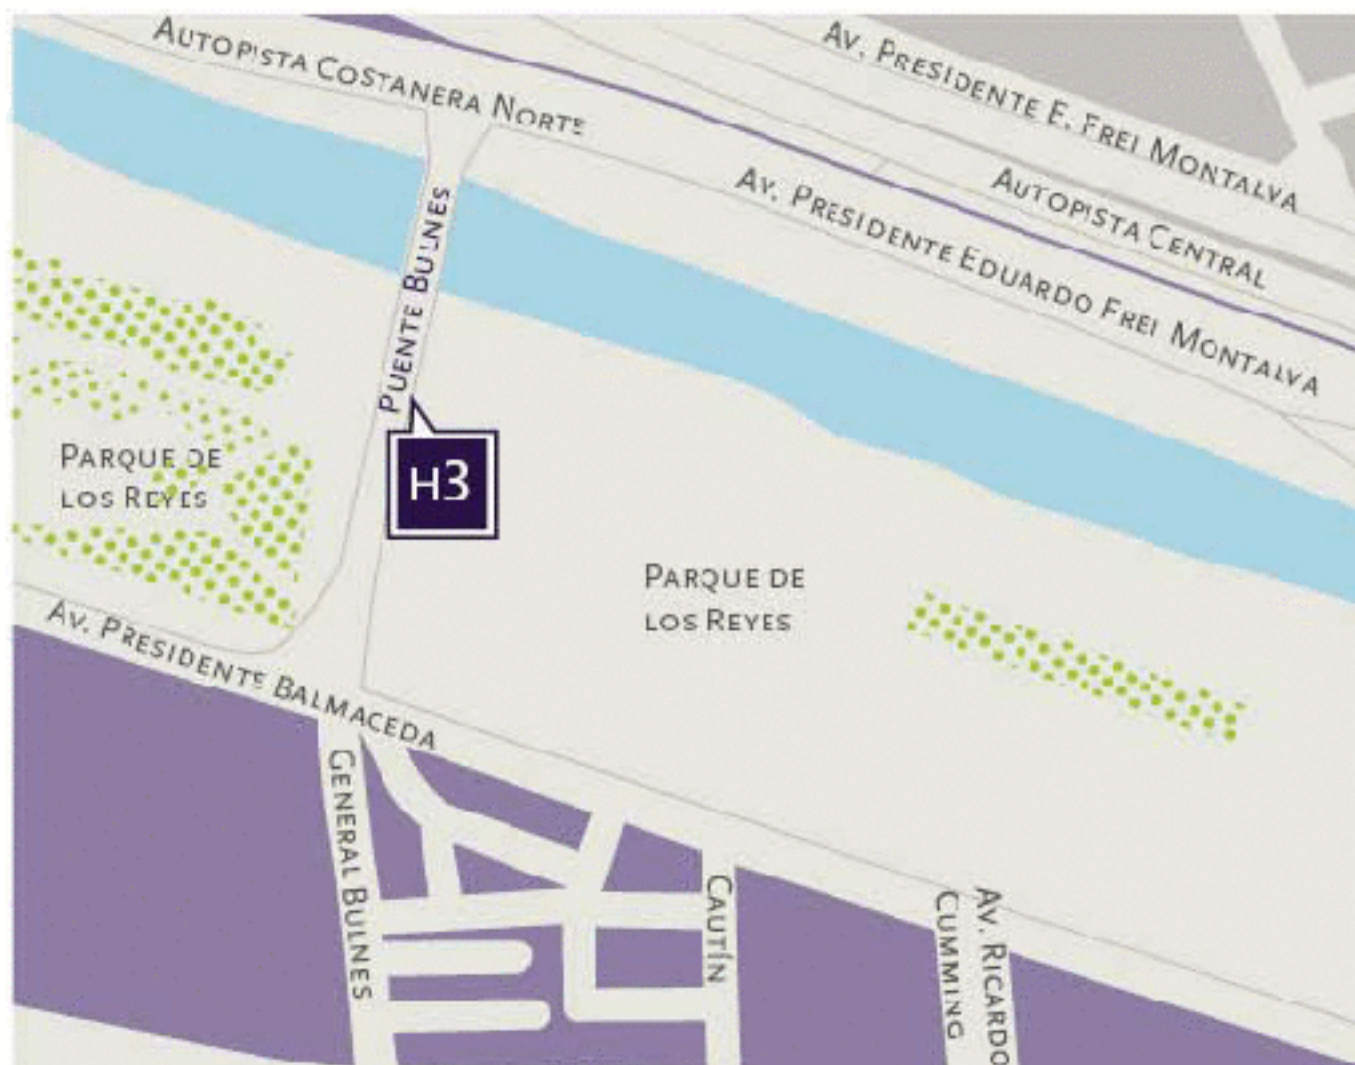 Autopista Costanera Norte
Av. Presidente E. Frei Montalva
Autopista Central
Av. Presidente Eduardo Frei Montalva
Puente Bulnes
H3
Parque de
los Reyes
Parque de
los Reyes
Av. Presidente Balmaceda
General Bulnes
Cautín
Av. Ricardo
Cumming